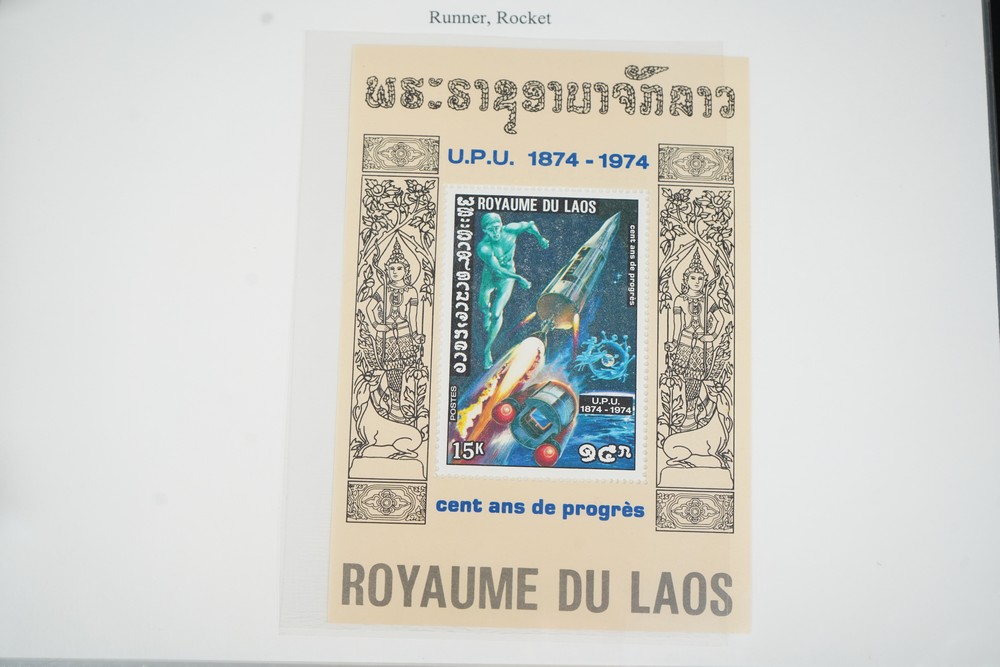 Runner, Rocket
ພຣະຣາຊອານາຈັກລາວ
U.P.U. 1874 - 1974
ROYAUME DU LAOS
cent ans de progrès
POSTES
U.P.U.
1874 - 1974
15K
໑໕ກ
cent ans de progrès
ROYAUME DU LAOS